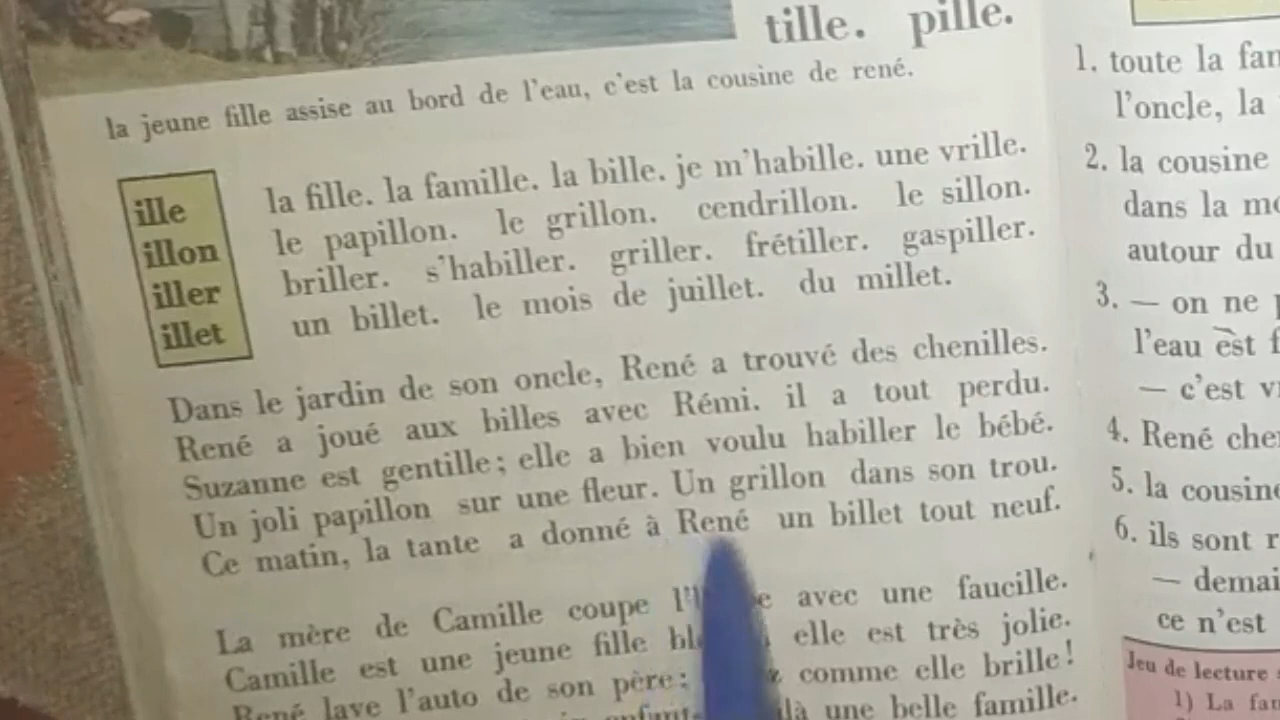 tille. pille.
la jeune fille assise au bord de l'eau, c'est la cousine de rené.
ille
illon
iller
illet
la fille. la famille. la bille. je m'habille. une vrille.
le papillon. le grillon. cendrillon. le sillon.
briller. s'habiller. griller. frétiller. gaspiller.
un billet. le mois de juillet. du millet.
Dans le jardin de son oncle, René a trouvé des chenilles.
René a joué aux billes avec Rémi. il a tout perdu.
Suzanne est gentille; elle a bien voulu habiller le bébé.
Un joli papillon sur une fleur. Un grillon dans son trou.
Ce matin, la tante a donné à René un billet tout neuf.
La mère de Camille coupe avec une faucille.
Camille est une jeune fille elle est très jolie.
René lave l'auto de son père: comme elle brille!
une belle famille.
1. toute la
l'oncle, la
2. la cousine
dans la
autour du
3. — on ne
l'eau est
— c'est
4. René
5. la
6. ils sont
—
ce n'est
Jeu de lecture
1) La